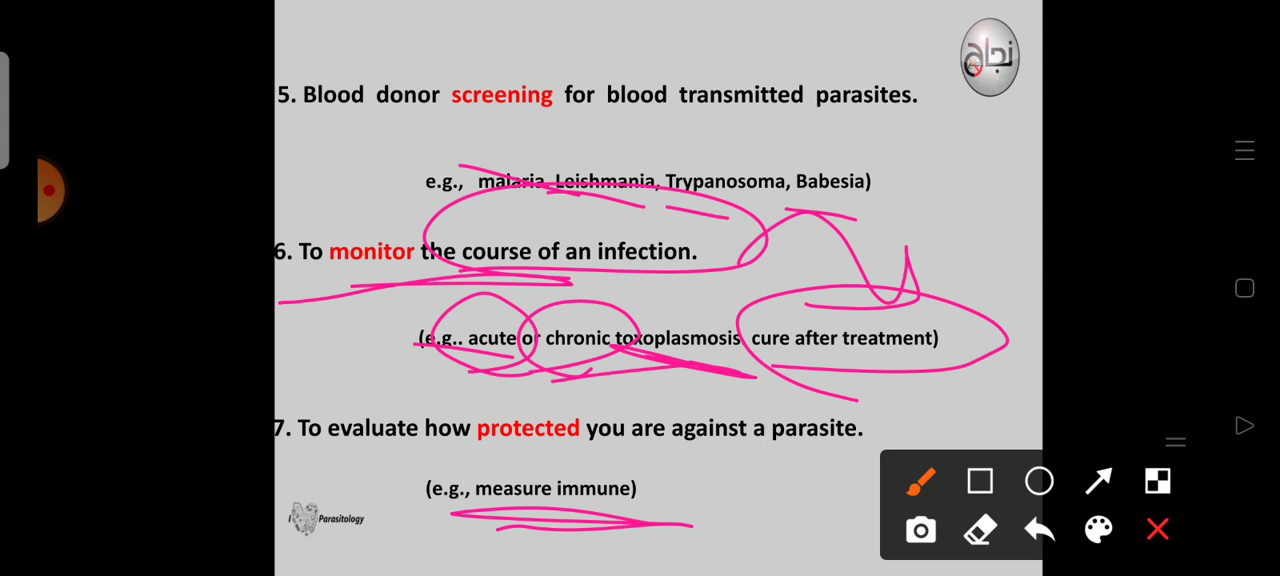 نجاح
5. Blood donor screening for blood transmitted parasites.
e.g., malaria, Leishmania, Trypanosoma, Babesia)
6. To monitor the course of an infection.
(e.g.. acute or chronic toxoplasmosis, cure after treatment)
7. To evaluate how protected you are against a parasite.
(e.g., measure immune)
I Parasitology